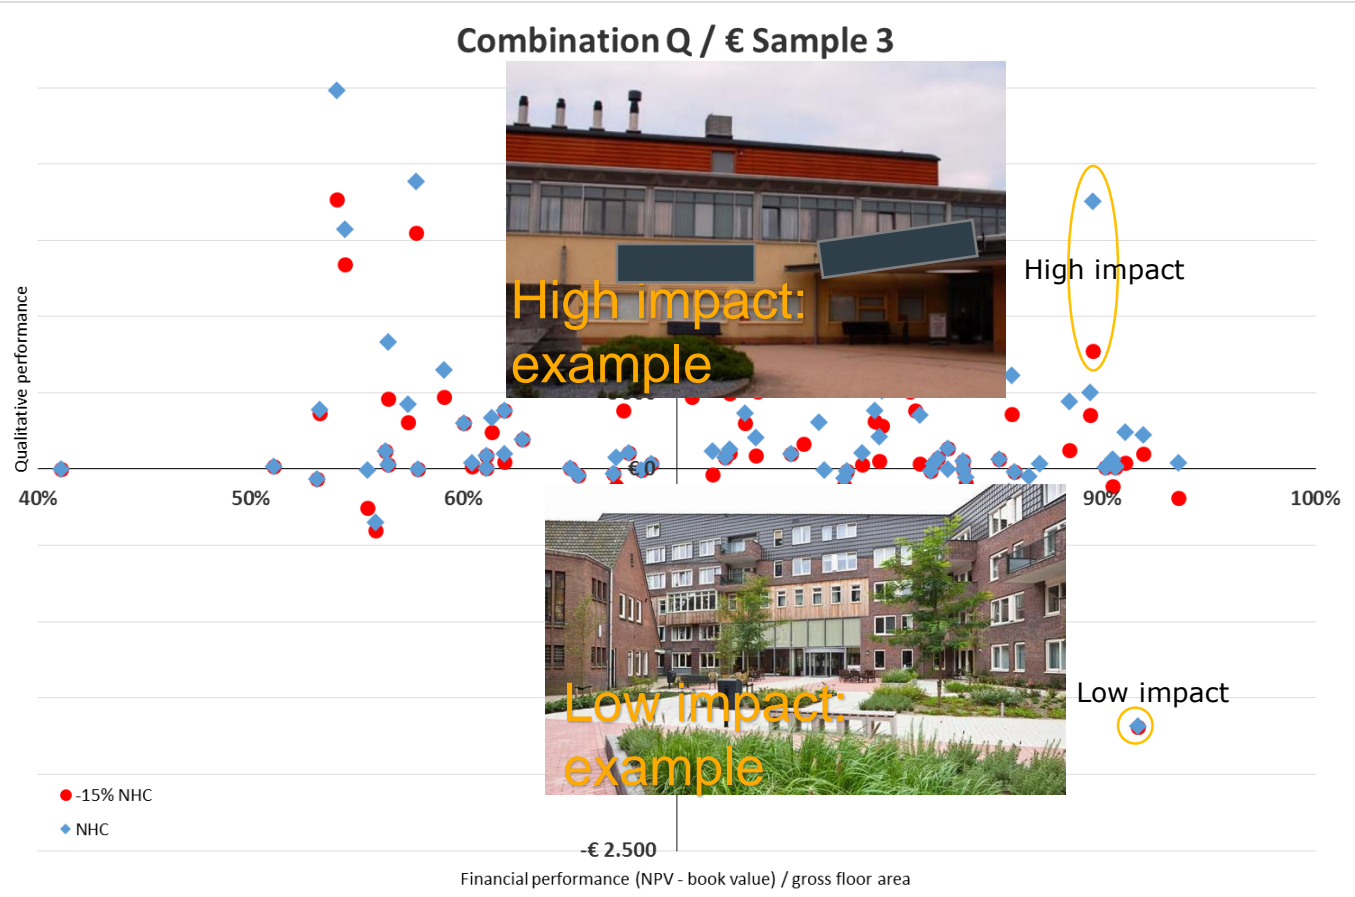 Combination Q / € Sample 3
High impact:
example
High impact
Qualitative performance
€ 0
40%
50%
60%
90%
100%
Low impact
Low impact:
example
-15% NHC
NHC
-€ 2.500
Financial performance (NPV - book value) / gross floor area